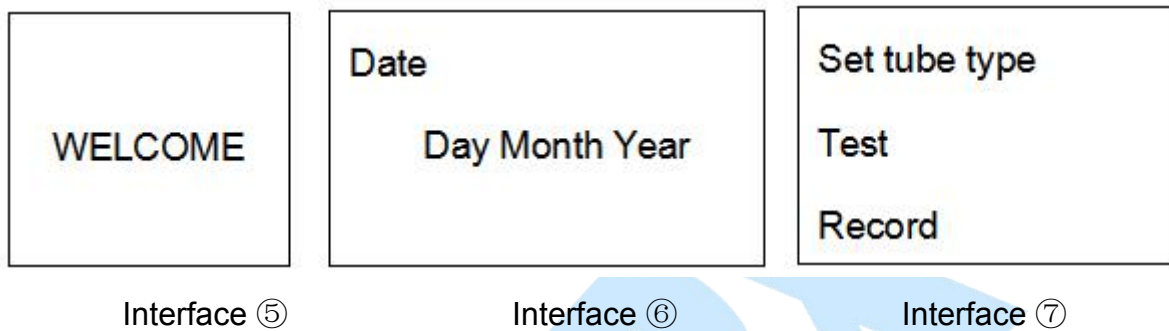 WELCOME
Date
Day Month Year
Set tube type
Test
Record
Interface ⑤
Interface ⑥
Interface ⑦